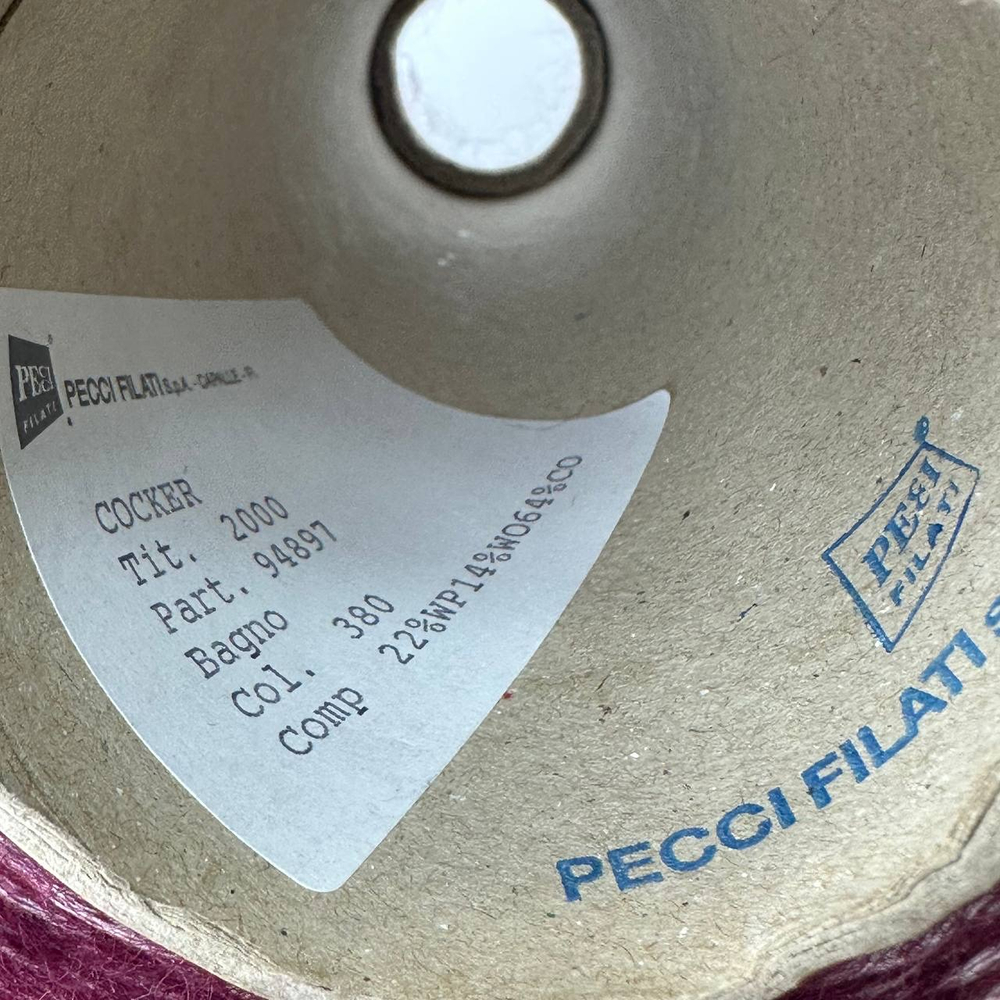 PECCI
FILATI
PECCI FILATI S.p.A. - CAPALLE - FI
COCKER
Tit. 2000
Part. 94897
Bagno
Col. 380
Comp 22%WP14%WO64%CO
PECCI
FILATI
PECCI FILATI S